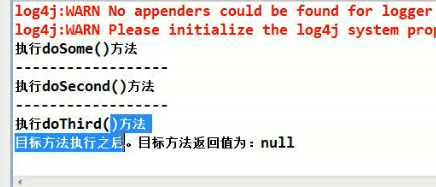 log4j:WARN No appenders could be found for logger
log4j:WARN Please initialize the log4j system prop
执行doSome()方法
------------------
执行doSecond()方法
------------------
执行doThird()方法
目标方法执行之后。目标方法返回值为：null